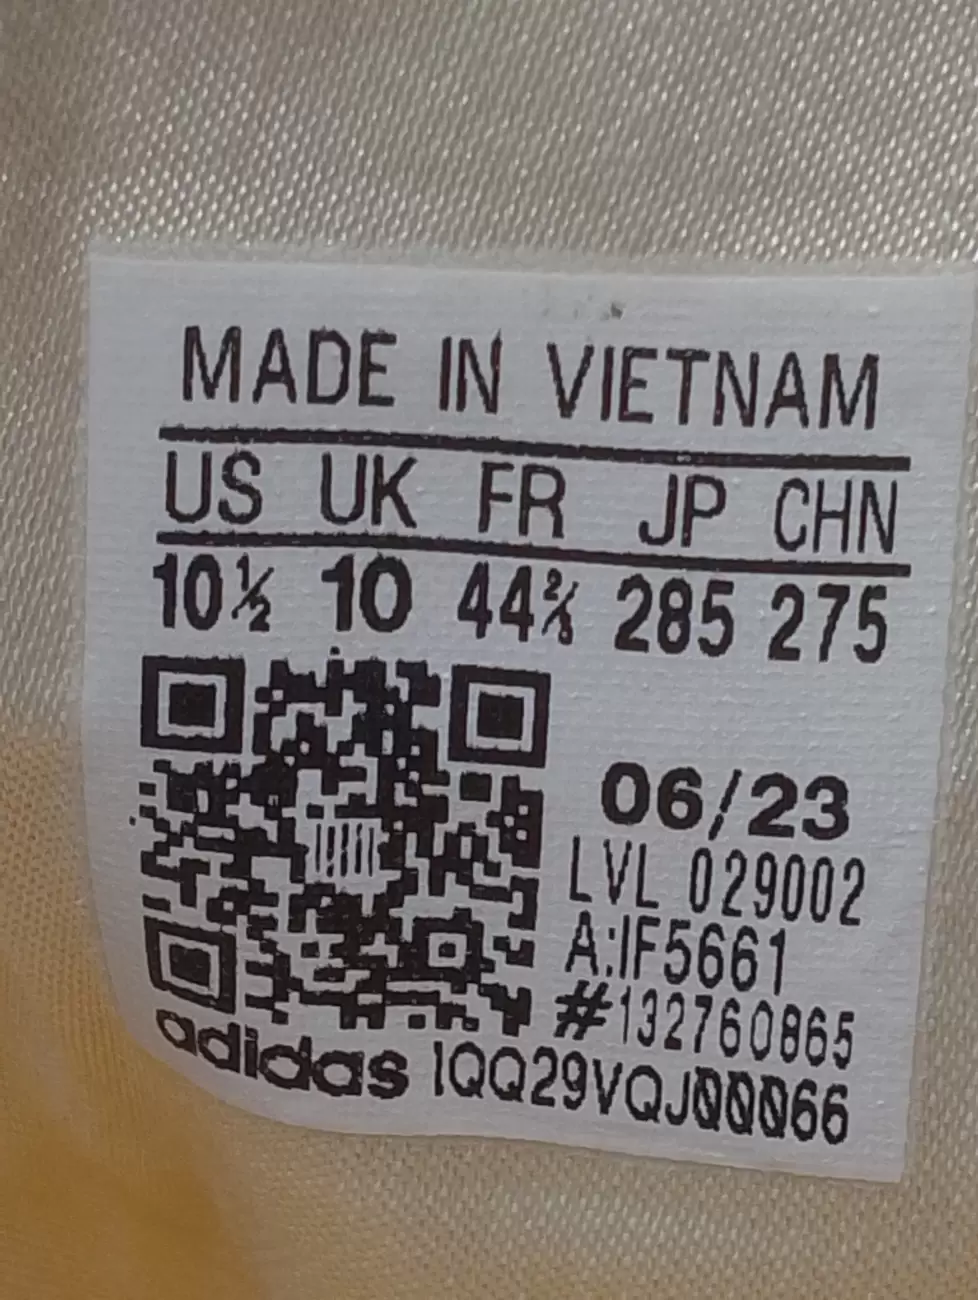 MADE IN VIETNAM
US UK FR JP CHN
10½ 10 44⅔ 285 275
06/23
LVL 029002
A:IF5661
#132760865
adidas IQQ29VQJ00066